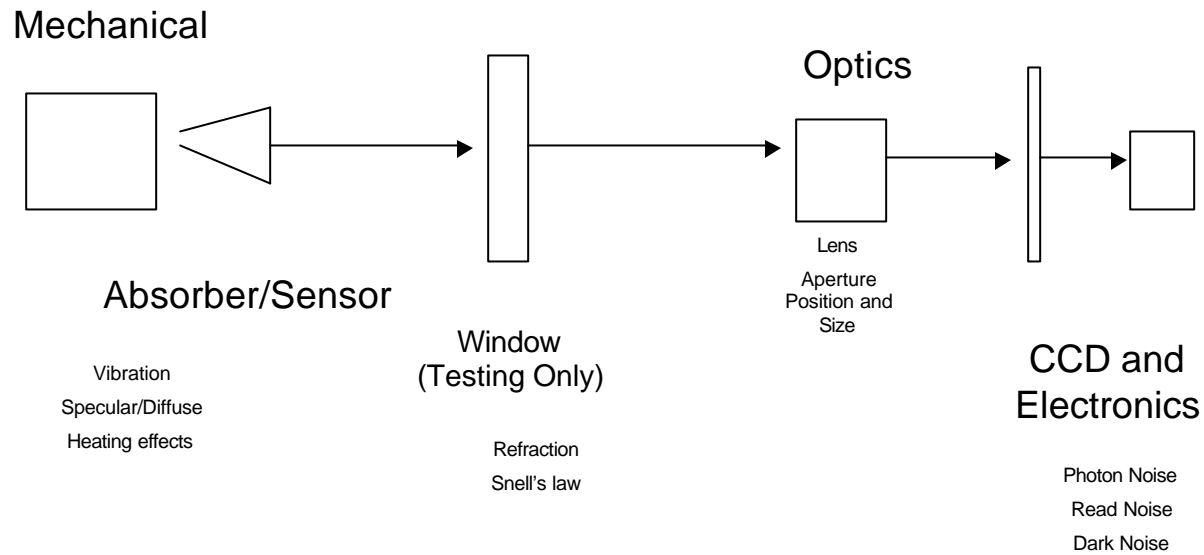 Mechanical
Optics
Lens
Aperture
Position and
Size
Absorber/Sensor
Vibration
Specular/Diffuse
Heating effects
Window
(Testing Only)
Refraction
Snell's law
CCD and
Electronics
Photon Noise
Read Noise
Dark Noise